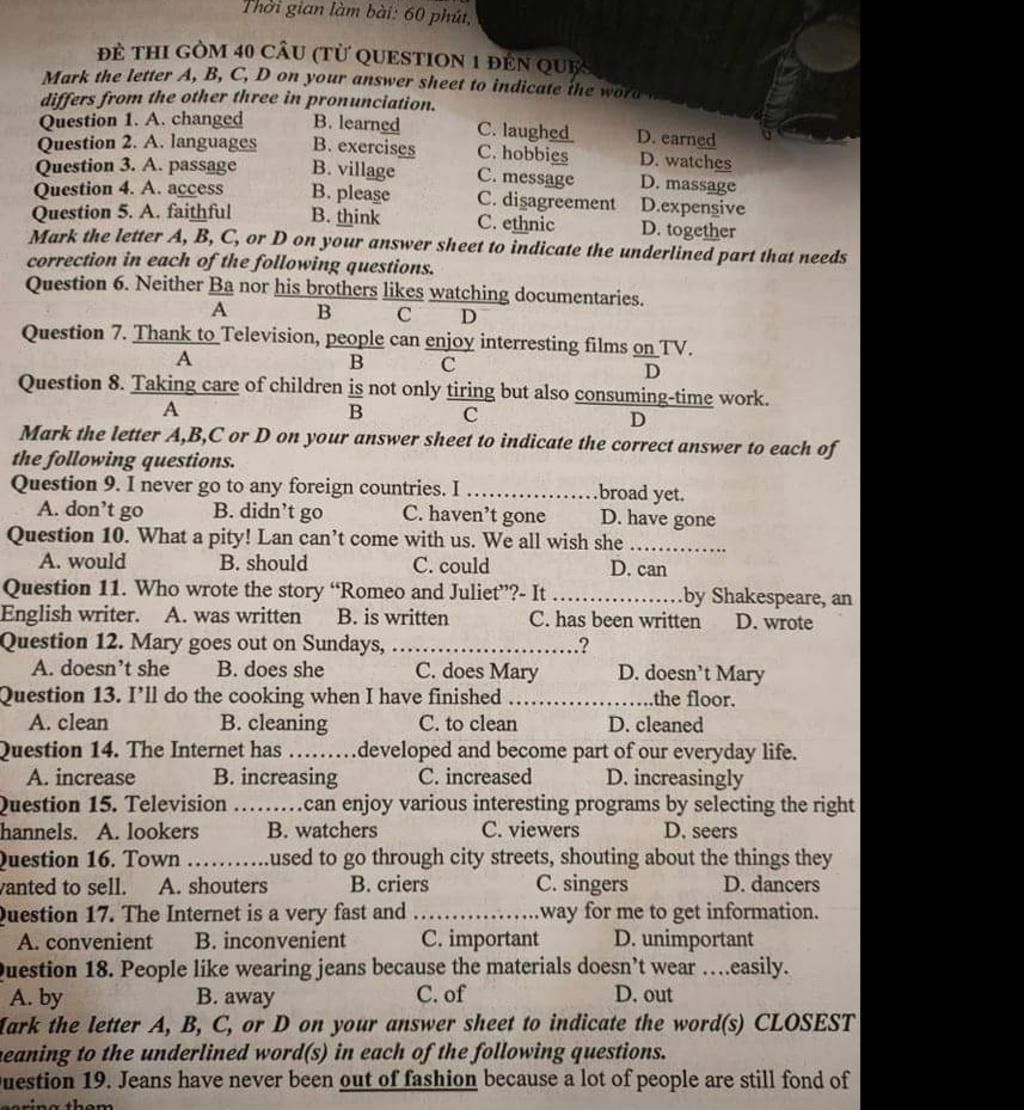 Thời gian làm bài: 60 phút,
ĐỀ THI GỒM 40 CÂU (TỪ QUESTION 1 ĐẾN
Mark the letter A, B, C, D on your answer sheet to indicate the word
differs from the other three in pronunciation.
Question 1. A. changed B. learned C. laughed D. earned
Question 2. A. languages B. exercises C. hobbies D. watches
Question 3. A. passage B. village C. message D. massage
Question 4. A. access B. please C. disagreement D.expensive
Question 5. A. faithful B. think C. ethnic D. together
Mark the letter A, B, C, or D on your answer sheet to indicate the underlined part that needs
correction in each of the following questions.
Question 6. Neither Ba nor his brothers likes watching documentaries.
A B C D
Question 7. Thank to Television, people can enjoy interresting films on TV.
A B C D
Question 8. Taking care of children is not only tiring but also consuming-time work.
A B C D
Mark the letter A,B,C or D on your answer sheet to indicate the correct answer to each of
the following questions.
Question 9. I never go to any foreign countries. I ..................broad yet.
A. don't go B. didn't go C. haven't gone D. have gone
Question 10. What a pity! Lan can't come with us. We all wish she ..............
A. would B. should C. could D. can
Question 11. Who wrote the story "Romeo and Juliet"?- It ..................by Shakespeare, an
English writer. A. was written B. is written C. has been written D. wrote
Question 12. Mary goes out on Sundays, ..........................?
A. doesn't she B. does she C. does Mary D. doesn't Mary
Question 13. I'll do the cooking when I have finished ....................the floor.
A. clean B. cleaning C. to clean D. cleaned
Question 14. The Internet has .........developed and become part of our everyday life.
A. increase B. increasing C. increased D. increasingly
Question 15. Television .........can enjoy various interesting programs by selecting the right
hannels. A. lookers B. watchers C. viewers D. seers
Question 16. Town ...........used to go through city streets, shouting about the things they
wanted to sell. A. shouters B. criers C. singers D. dancers
Question 17. The Internet is a very fast and .................way for me to get information.
A. convenient B. inconvenient C. important D. unimportant
Question 18. People like wearing jeans because the materials doesn't wear ....easily.
A. by B. away C. of D. out
Mark the letter A, B, C, or D on your answer sheet to indicate the word(s) CLOSEST
meaning to the underlined word(s) in each of the following questions.
Question 19. Jeans have never been out of fashion because a lot of people are still fond of
them